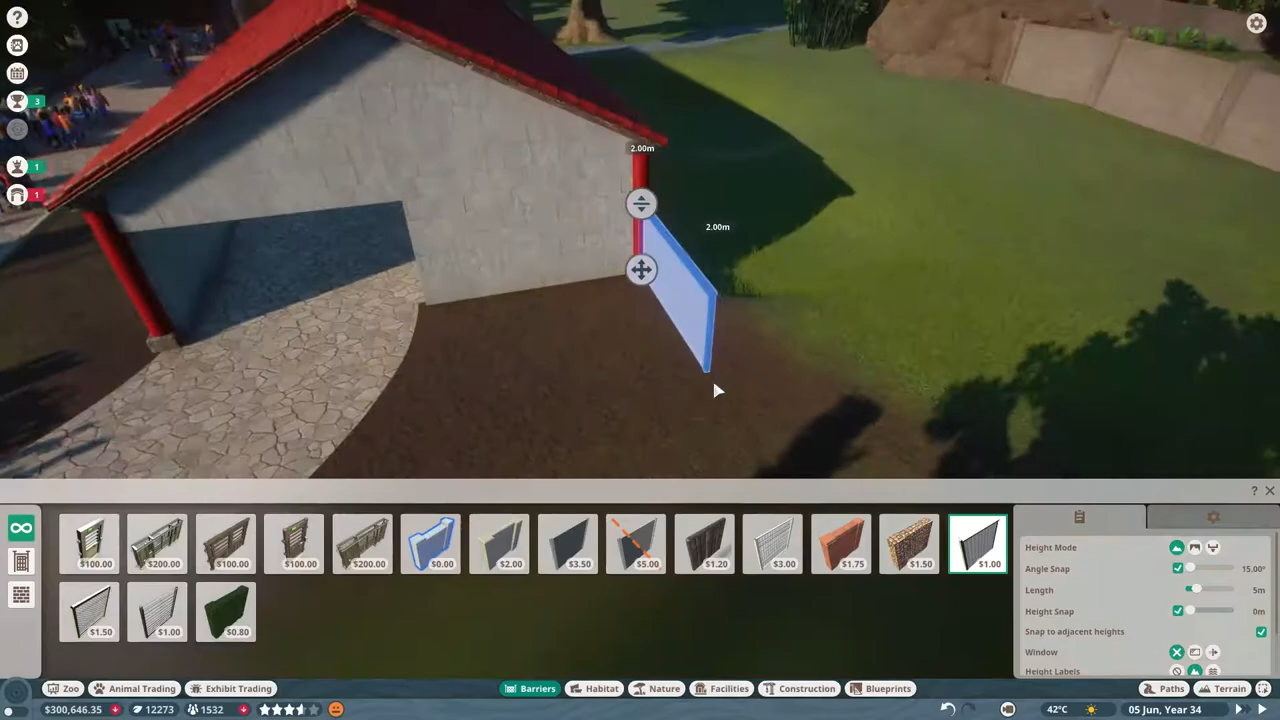 ?
3
1
1
2.00m
2.00m
?
$100.00
$200.00
$100.00
$100.00
$200.00
$0.00
$2.00
$3.50
$5.00
$1.20
$3.00
$1.75
$1.50
$1.00
$1.50
$1.00
$0.80
Height Mode
Angle Snap 15.00°
Length 5m
Height Snap 0m
Snap to adjacent heights
Window
Height Labels
Zoo Animal Trading Exhibit Trading Barriers Habitat Nature Facilities Construction Blueprints Paths Terrain
$300,646.35 12273 1532 42°C 05 Jun, Year 34